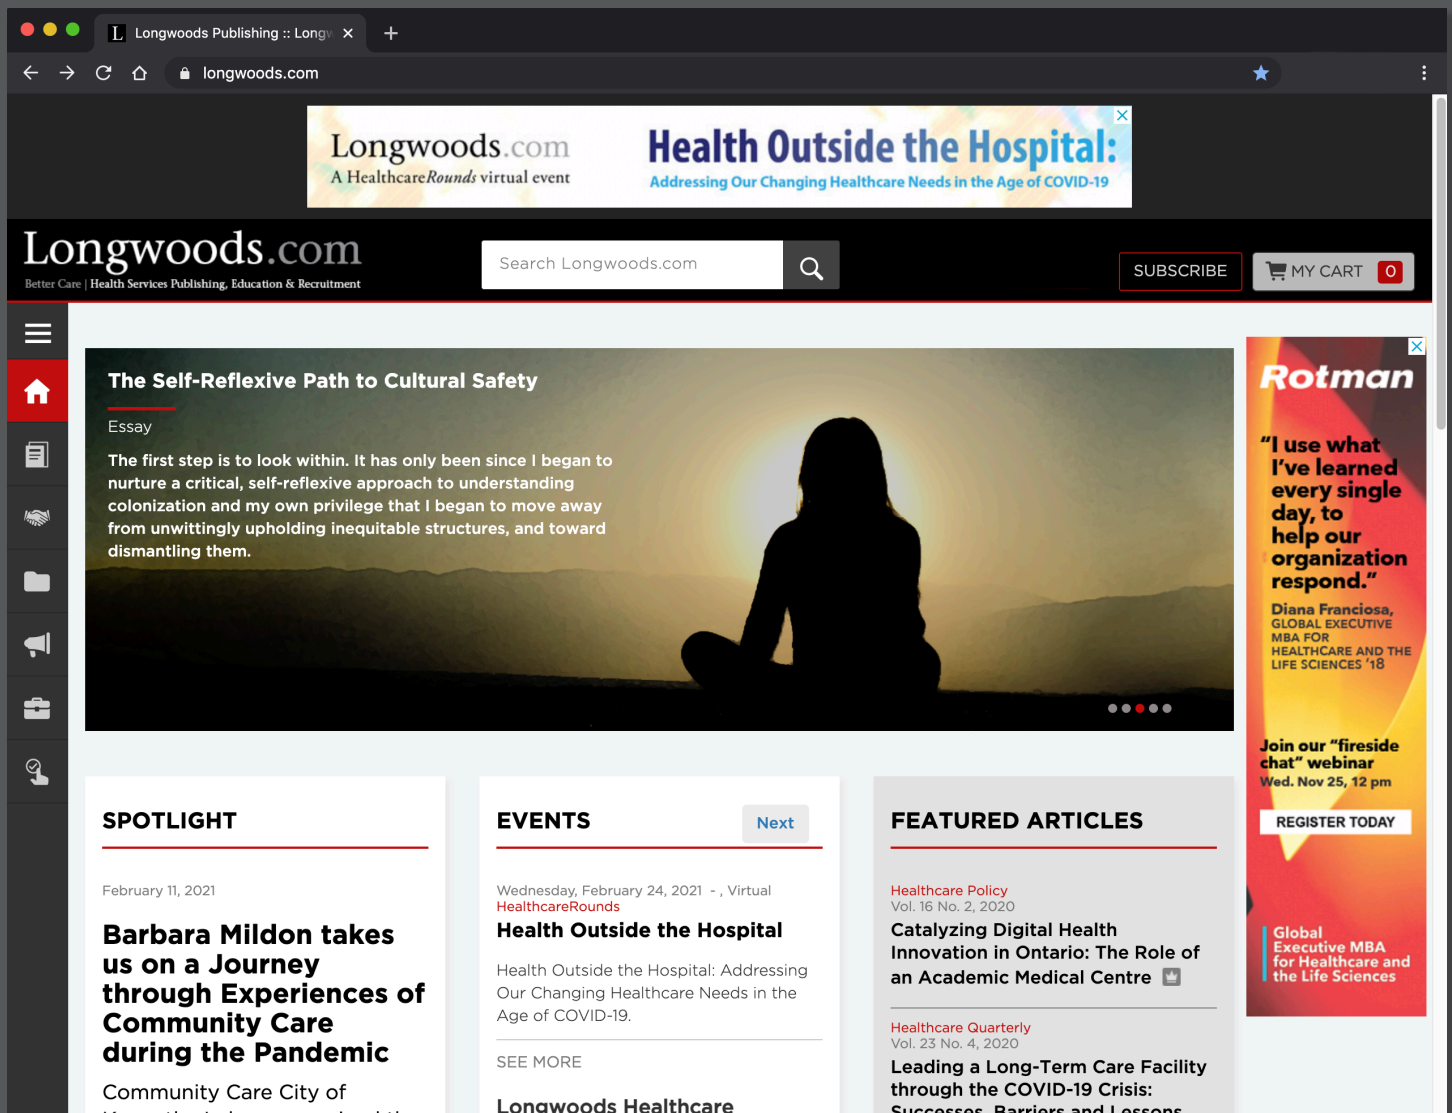 L Longwoods Publishing :: Long
longwoods.com
Longwoods.com
A HealthcareRounds virtual event
Health Outside the Hospital:
Addressing Our Changing Healthcare Needs in the Age of COVID-19
Longwoods.com
Better Care | Health Services Publishing, Education & Recruitment
Search Longwoods.com
SUBSCRIBE
MY CART 0
The Self-Reflexive Path to Cultural Safety
Essay
The first step is to look within. It has only been since I began to
nurture a critical, self-reflexive approach to understanding
colonization and my own privilege that I began to move away
from unwittingly upholding inequitable structures, and toward
dismantling them.
Rotman
“I use what
I’ve learned
every single
day, to
help our
organization
respond.”
Diana Franciosa,
GLOBAL EXECUTIVE
MBA FOR
HEALTHCARE AND THE
LIFE SCIENCES '18
Join our “fireside
chat” webinar
Wed. Nov 25, 12 pm
REGISTER TODAY
Global
Executive MBA
for Healthcare and
the Life Sciences
SPOTLIGHT
February 11, 2021
Barbara Mildon takes
us on a Journey
through Experiences of
Community Care
during the Pandemic
Community Care City of
EVENTS
Next
Wednesday, February 24, 2021 - , Virtual
HealthcareRounds
Health Outside the Hospital
Health Outside the Hospital: Addressing
Our Changing Healthcare Needs in the
Age of COVID-19.
SEE MORE
Longwoods Healthcare
FEATURED ARTICLES
Healthcare Policy
Vol. 16 No. 2, 2020
Catalyzing Digital Health
Innovation in Ontario: The Role of
an Academic Medical Centre
Healthcare Quarterly
Vol. 23 No. 4, 2020
Leading a Long-Term Care Facility
through the COVID-19 Crisis:
Successes, Barriers and Lessons